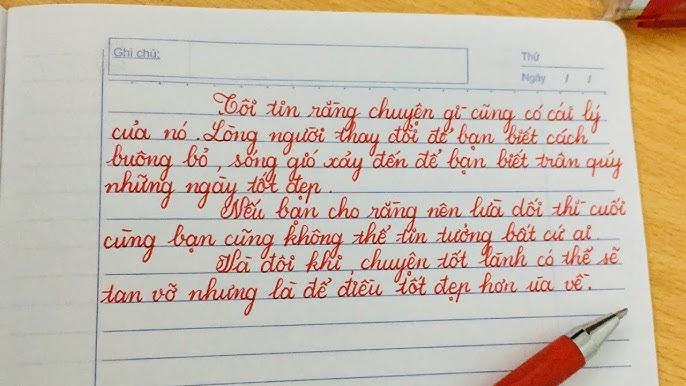 Ghi chú:
Thứ
Ngày / /
Tôi tin rằng chuyện gì cũng có cái lý
của nó. Lòng người thay đổi để bạn biết cách
buông bỏ, sóng gió xảy đến để bạn biết trân quý
những ngày tốt đẹp.
Nếu bạn cho rằng nên lừa dối thì cuối
cùng bạn cũng không thể tin tưởng bất cứ ai
Và đôi khi, chuyện tốt lành có thể sẽ
tan vỡ nhưng là để điều tốt đẹp hơn ùa về.